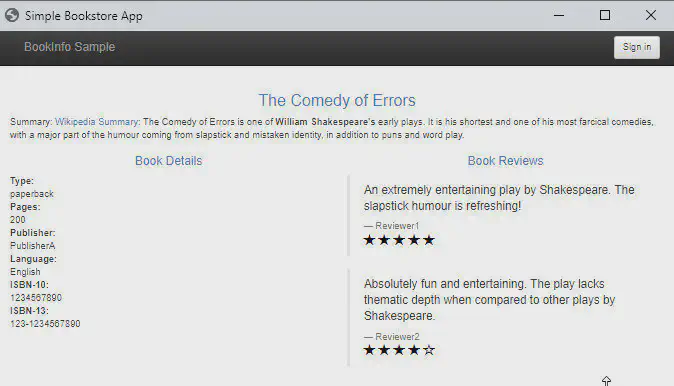 Simple Bookstore App
BookInfo Sample
Sign in
The Comedy of Errors
Summary: Wikipedia Summary: The Comedy of Errors is one of William Shakespeare's early plays. It is his shortest and one of his most farcical comedies,
with a major part of the humour coming from slapstick and mistaken identity, in addition to puns and word play.
Book Details
Type:
paperback
Pages:
200
Publisher:
PublisherA
Language:
English
ISBN-10:
1234567890
ISBN-13:
123-1234567890
Book Reviews
An extremely entertaining play by Shakespeare. The
slapstick humour is refreshing!
— Reviewer1
★★★★★
Absolutely fun and entertaining. The play lacks
thematic depth when compared to other plays by
Shakespeare.
— Reviewer2
★★★★☆